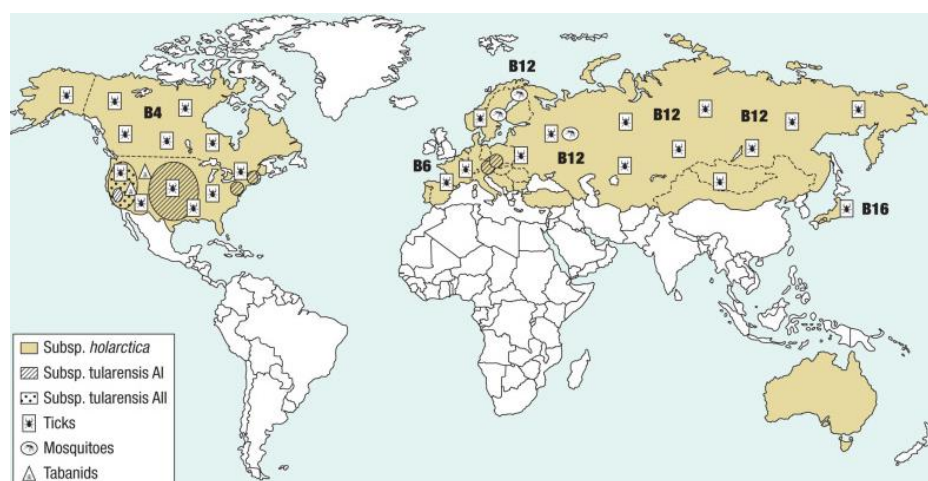 B12
B4
B12
B12
B6
B12
B16
Subsp. holarctica
Subsp. tularensis AI
Subsp. tularensis AII
Ticks
Mosquitoes
Tabanids